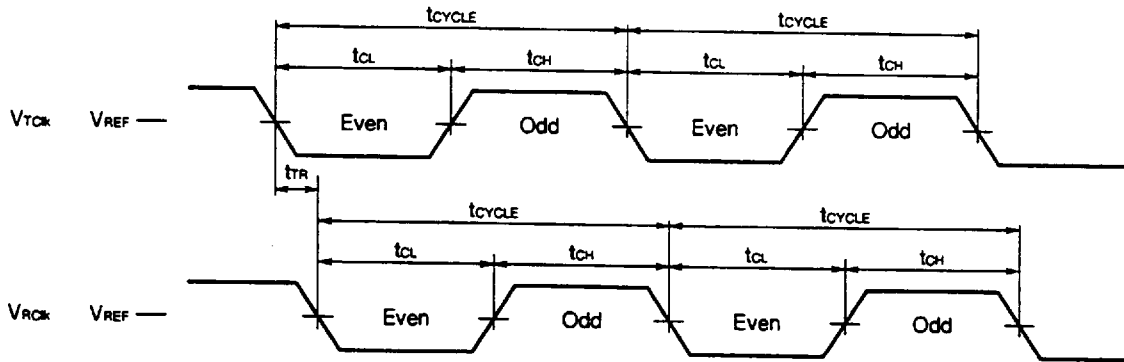 tCYCLE tCYCLE
tCL tCH tCL tCH
VTClk VREF Even Odd Even Odd
tTR
tCYCLE tCYCLE
tCL tCH tCL tCH
VRClk VREF Even Odd Even Odd